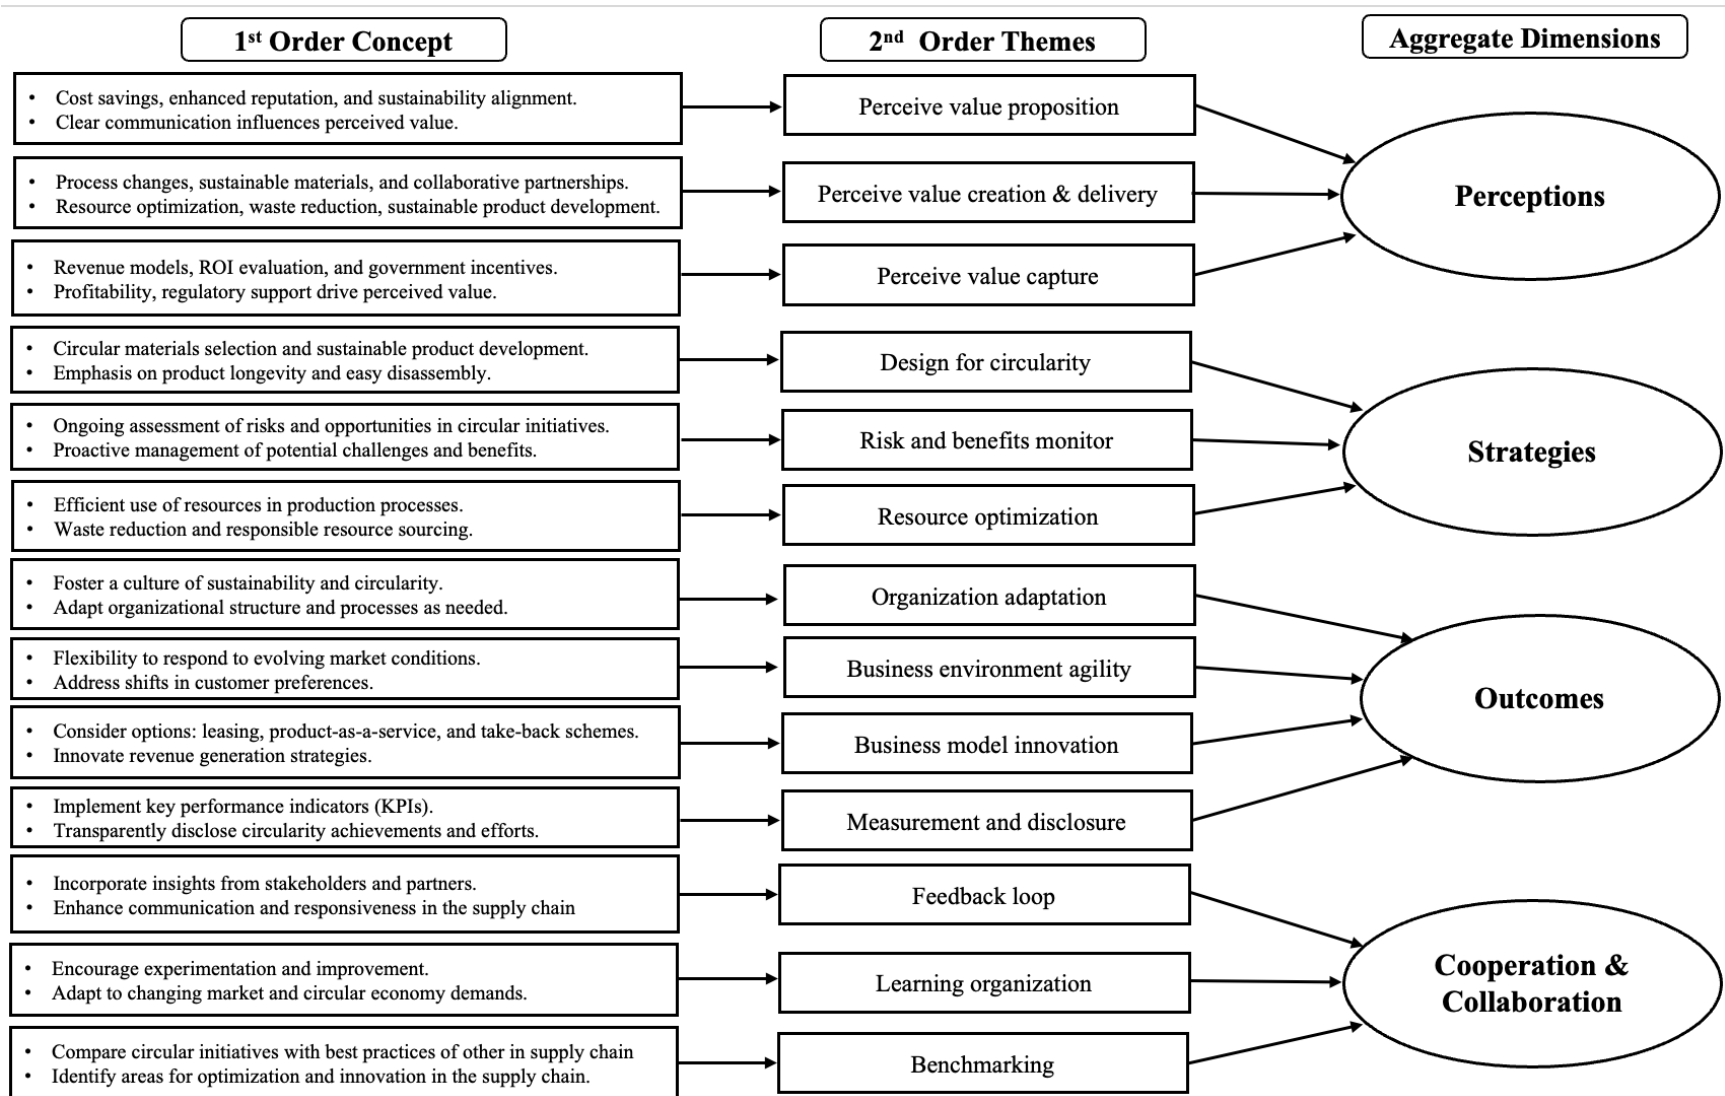 1st Order Concept
2nd Order Themes
Aggregate Dimensions
• Cost savings, enhanced reputation, and sustainability alignment.
• Clear communication influences perceived value.
Perceive value proposition
• Process changes, sustainable materials, and collaborative partnerships.
• Resource optimization, waste reduction, sustainable product development.
Perceive value creation & delivery
Perceptions
• Revenue models, ROI evaluation, and government incentives.
• Profitability, regulatory support drive perceived value.
Perceive value capture
• Circular materials selection and sustainable product development.
• Emphasis on product longevity and easy disassembly.
Design for circularity
• Ongoing assessment of risks and opportunities in circular initiatives.
• Proactive management of potential challenges and benefits.
Risk and benefits monitor
Strategies
• Efficient use of resources in production processes.
• Waste reduction and responsible resource sourcing.
Resource optimization
• Foster a culture of sustainability and circularity.
• Adapt organizational structure and processes as needed.
Organization adaptation
• Flexibility to respond to evolving market conditions.
• Address shifts in customer preferences.
Business environment agility
Outcomes
• Consider options: leasing, product-as-a-service, and take-back schemes.
• Innovate revenue generation strategies.
Business model innovation
• Implement key performance indicators (KPIs).
• Transparently disclose circularity achievements and efforts.
Measurement and disclosure
• Incorporate insights from stakeholders and partners.
• Enhance communication and responsiveness in the supply chain
Feedback loop
• Encourage experimentation and improvement.
• Adapt to changing market and circular economy demands.
Learning organization
Cooperation &
Collaboration
• Compare circular initiatives with best practices of other in supply chain
• Identify areas for optimization and innovation in the supply chain.
Benchmarking